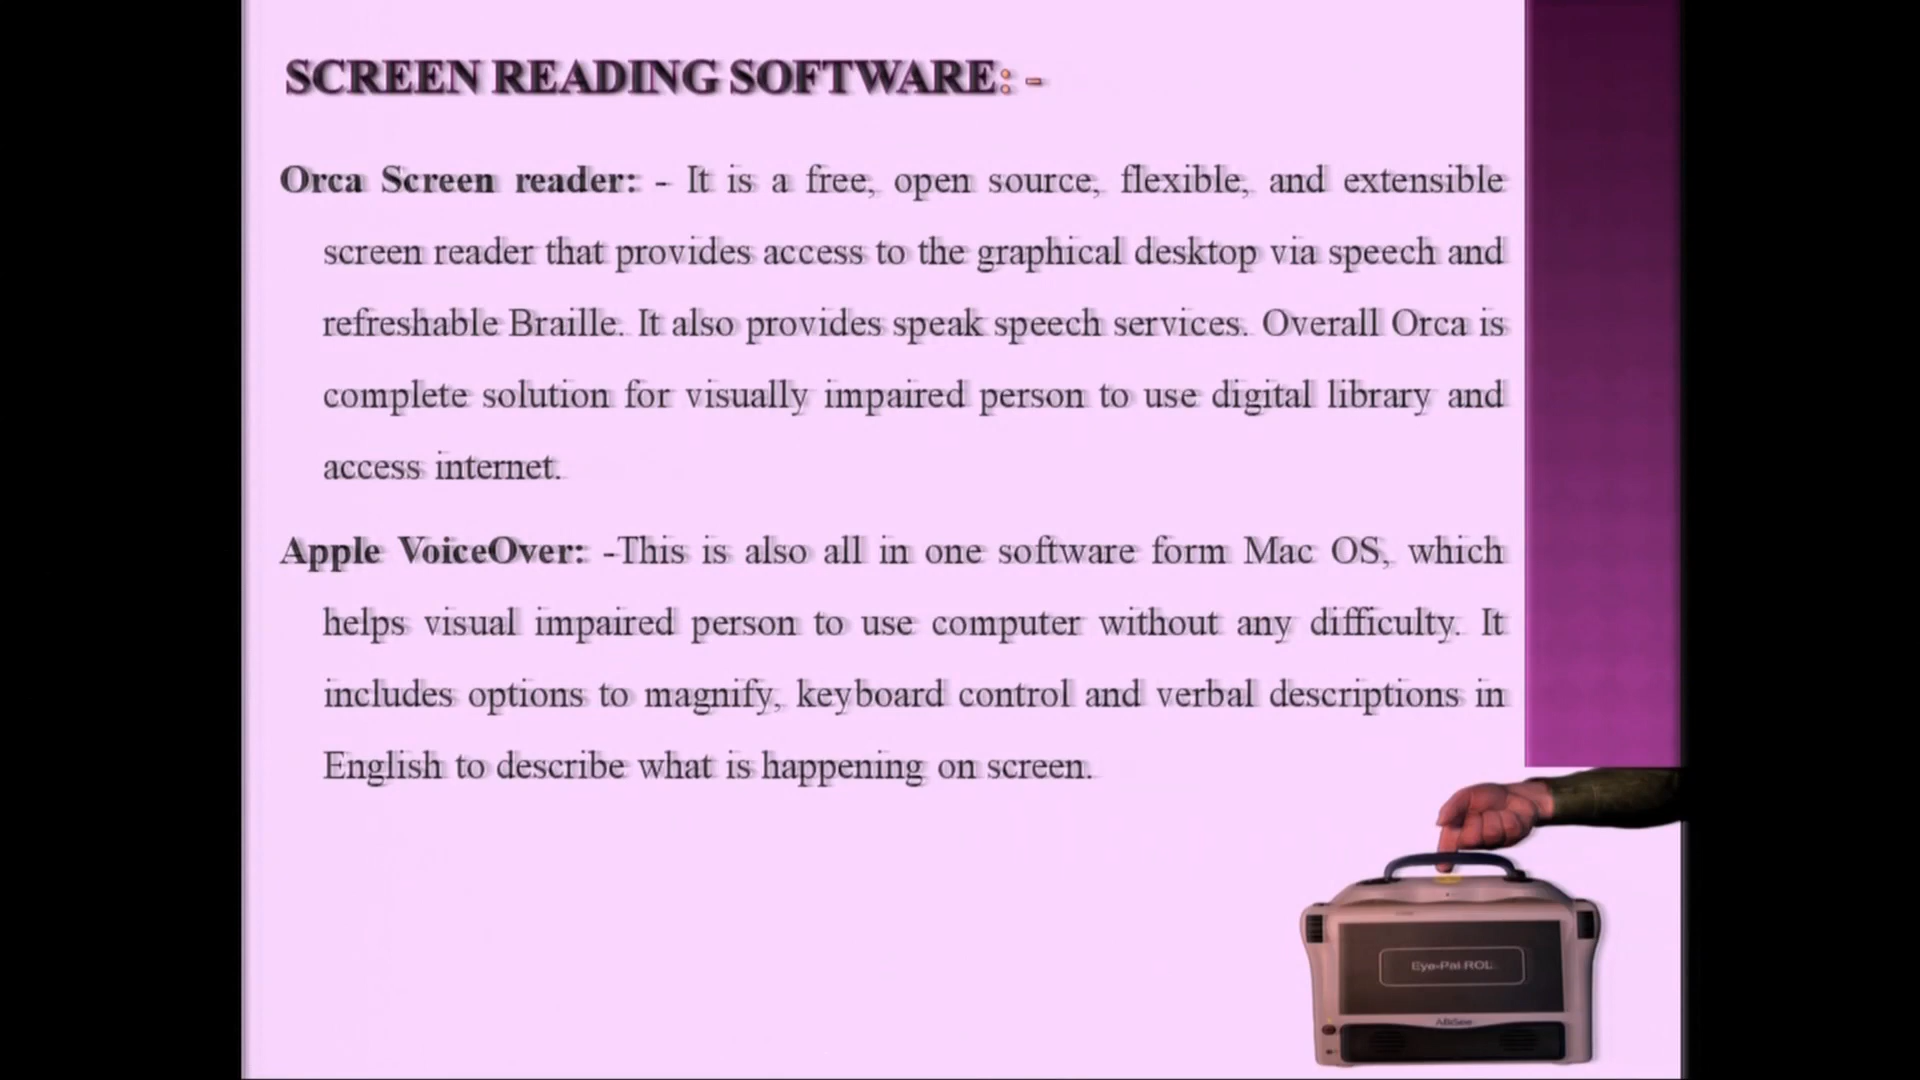 SCREEN READING SOFTWARE: -
Orca Screen reader: - It is a free, open source, flexible, and extensible
screen reader that provides access to the graphical desktop via speech and
refreshable Braille. It also provides speak speech services. Overall Orca is
complete solution for visually impaired person to use digital library and
access internet.
Apple VoiceOver: -This is also all in one software form Mac OS, which
helps visual impaired person to use computer without any difficulty. It
includes options to magnify, keyboard control and verbal descriptions in
English to describe what is happening on screen.
Eye-Pal ROL
ABiSee